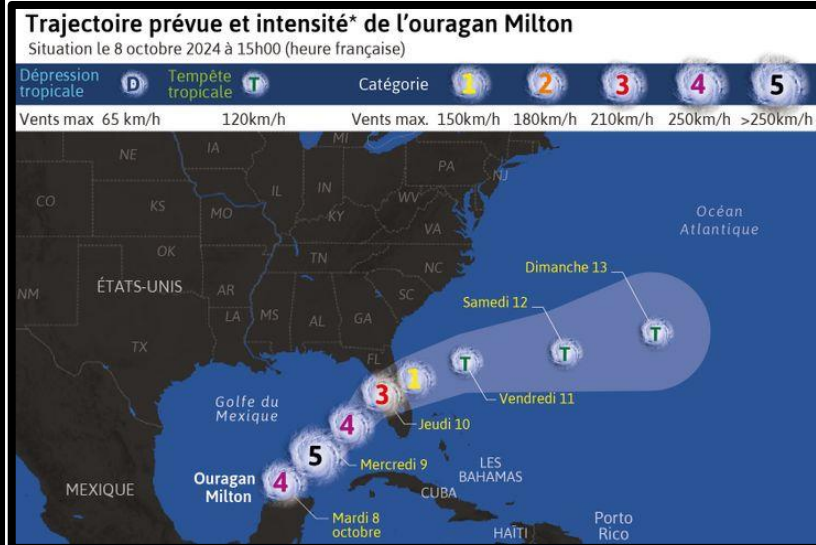 Trajectoire prévue et intensité* de l'ouragan Milton
Situation le 8 octobre 2024 à 15h00 (heure française)
Dépression
tropicale
D
Tempête
tropicale
T
Catégorie
1
2
3
4
5
Vents max 65 km/h
120km/h
Vents max. 150km/h
180km/h
210km/h
250km/h
>250km/h
MI
NE
IA
PA
NJ
IL
IN
CO
KS
MO
WV
KY
VA
Océan
Atlantique
OK
TN
NC
Dimanche 13
NM
ÉTATS-UNIS
AR
SC
Samedi 12
LA
MS
AL
GA
T
T
TX
FL
T
1
3
Vendredi 11
Golfe du
Mexique
4
Jeudi 10
5
Mercredi 9
Ouragan
Milton
4
LES
BAHAMAS
MEXIQUE
CUBA
Mardi 8
octobre
HAÏTI
Porto
Rico